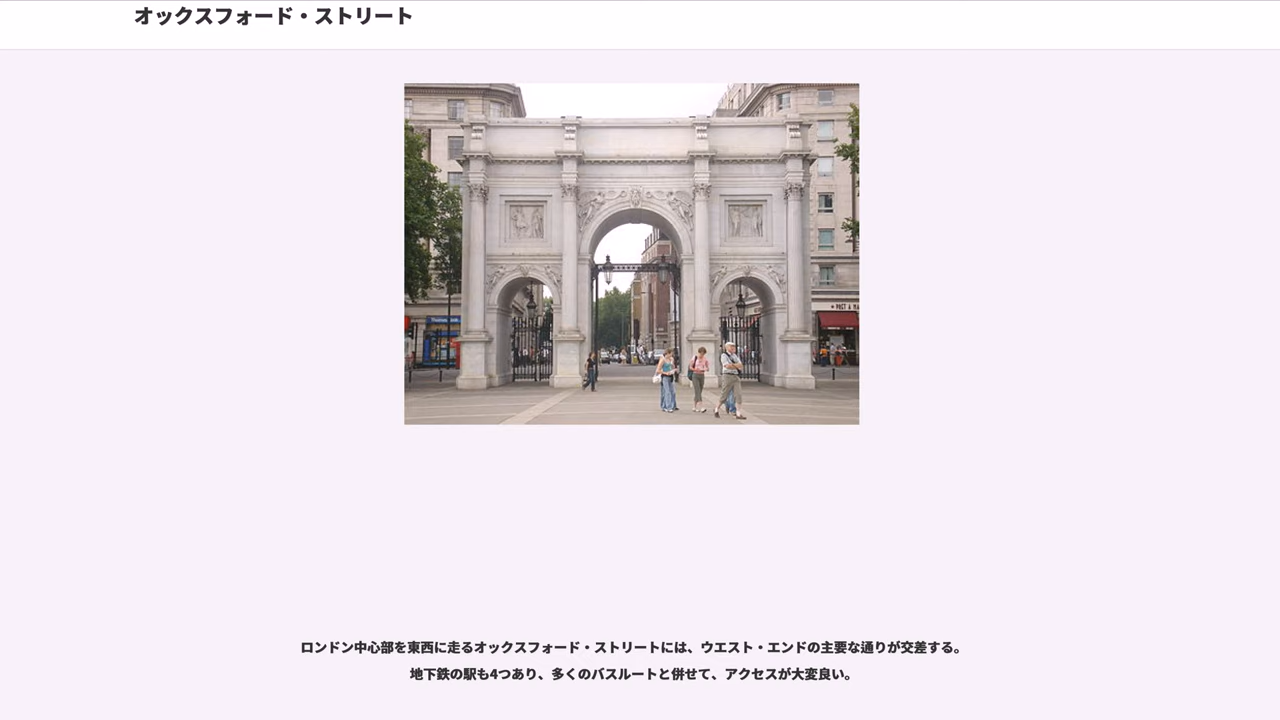 オックスフォード・ストリート
ロンドン中心部を東西に走るオックスフォード・ストリートには、ウエスト・エンドの主要な通りが交差する。
地下鉄の駅も4つあり、多くのバスルートと併せて、アクセスが大変良い。